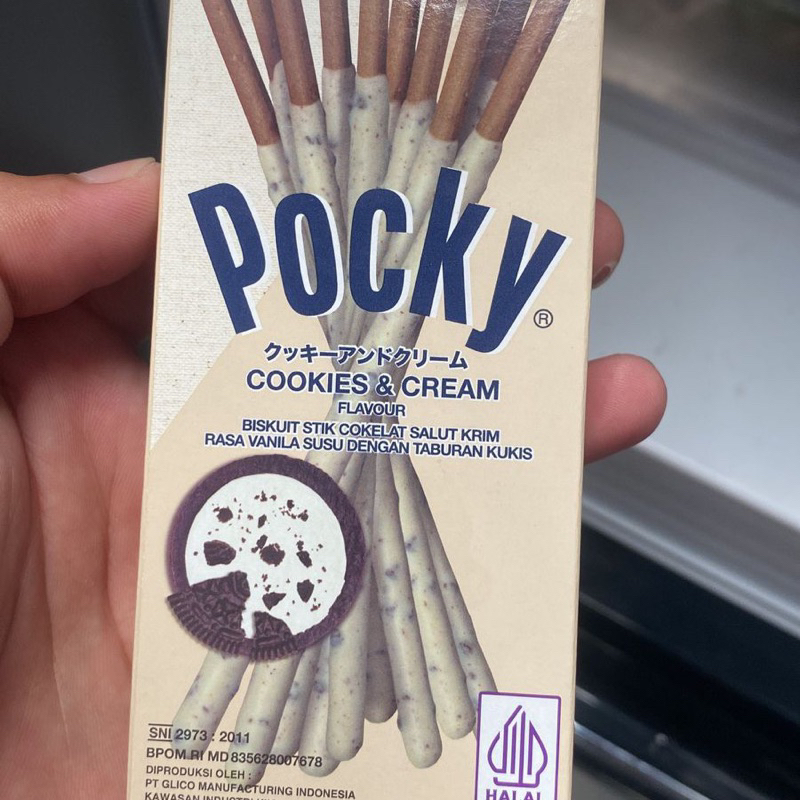 Pocky®
クッキーアンドクリーム
COOKIES & CREAM
FLAVOUR
BISKUIT STIK COKELAT SALUT KRIM
RASA VANILA SUSU DENGAN TABURAN KUKIS
SNI 2973 : 2011
BPOM RI MD 835628007678
DIPRODUKSI OLEH :
PT GLICO MANUFACTURING INDONESIA
KAWASAN
HALAL